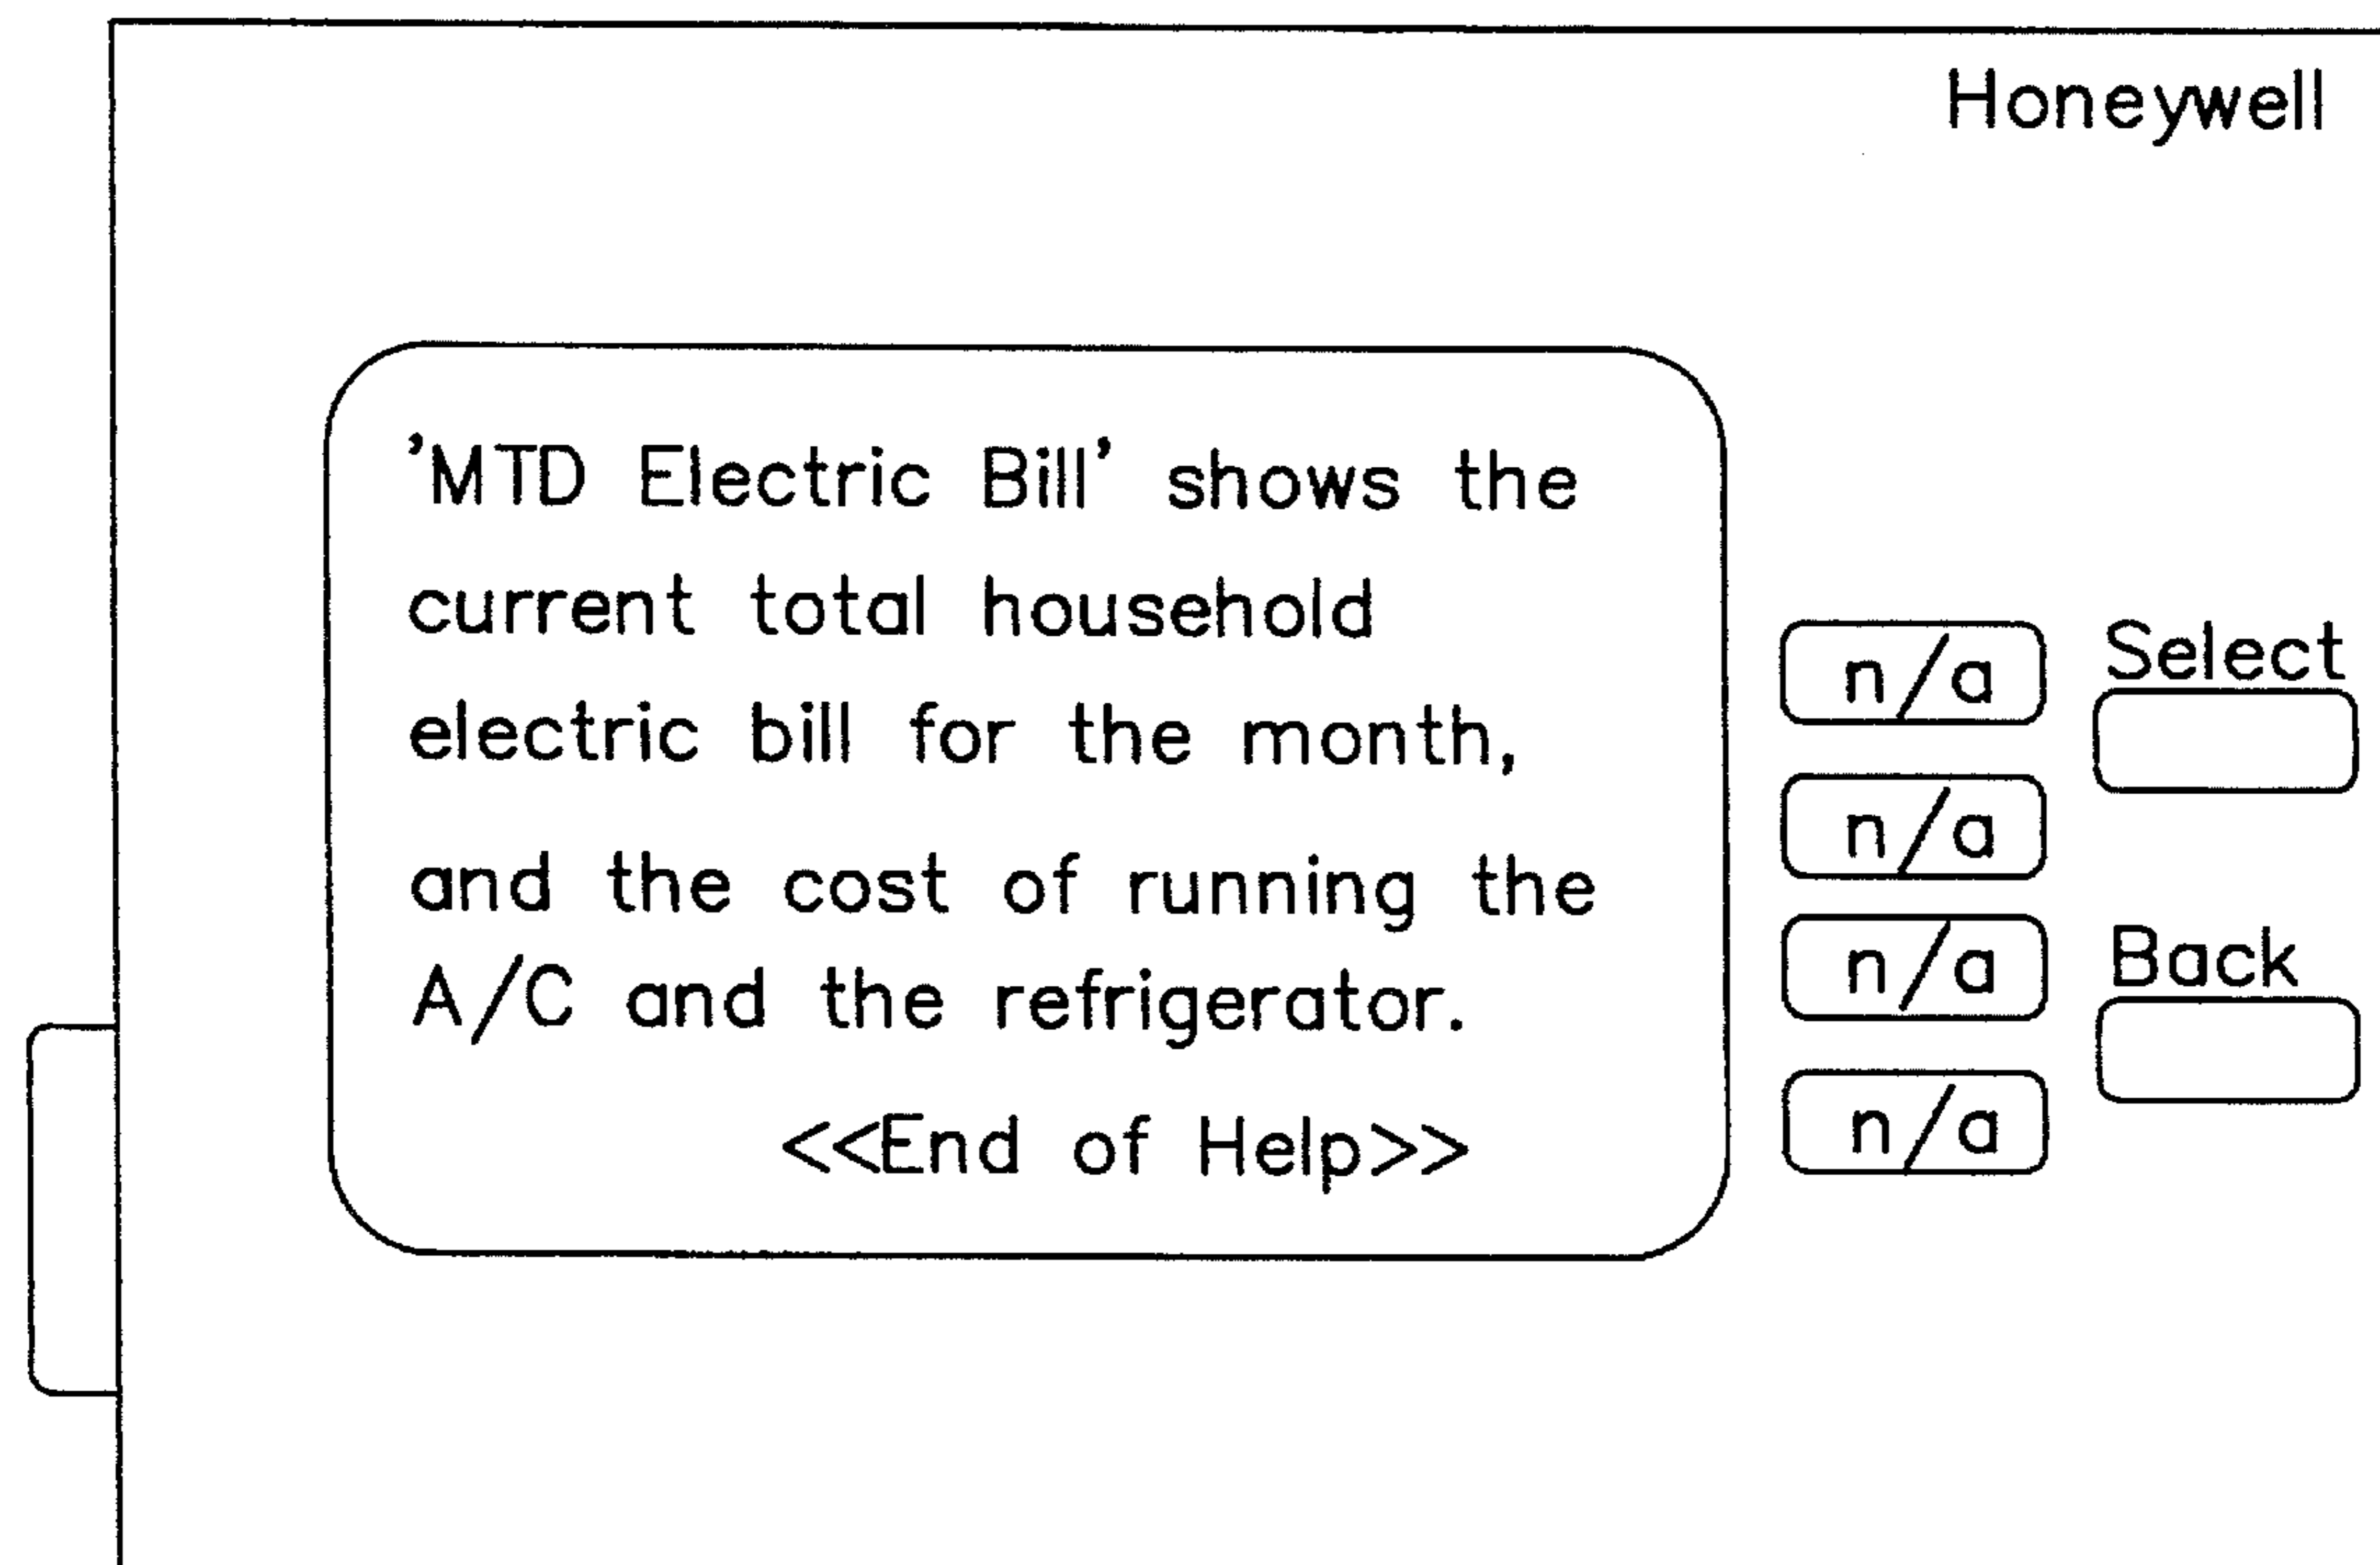 Honeywell
'MTD Electric Bill' shows the
current total household
electric bill for the month,
and the cost of running the
A/C and the refrigerator.
<<End of Help>>
n/a
n/a
n/a
n/a
Select
Back